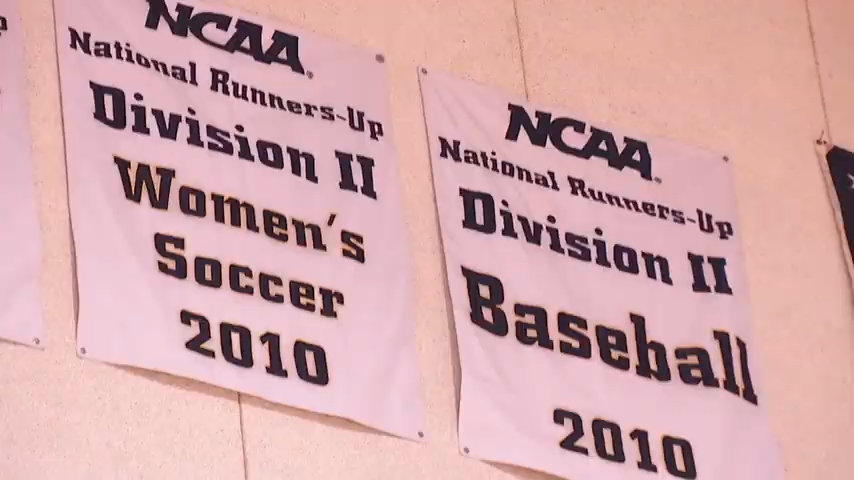 NCAA
National Runners-Up
Division II
Women's
Soccer
2010
NCAA
National Runners-Up
Division II
Baseball
2010